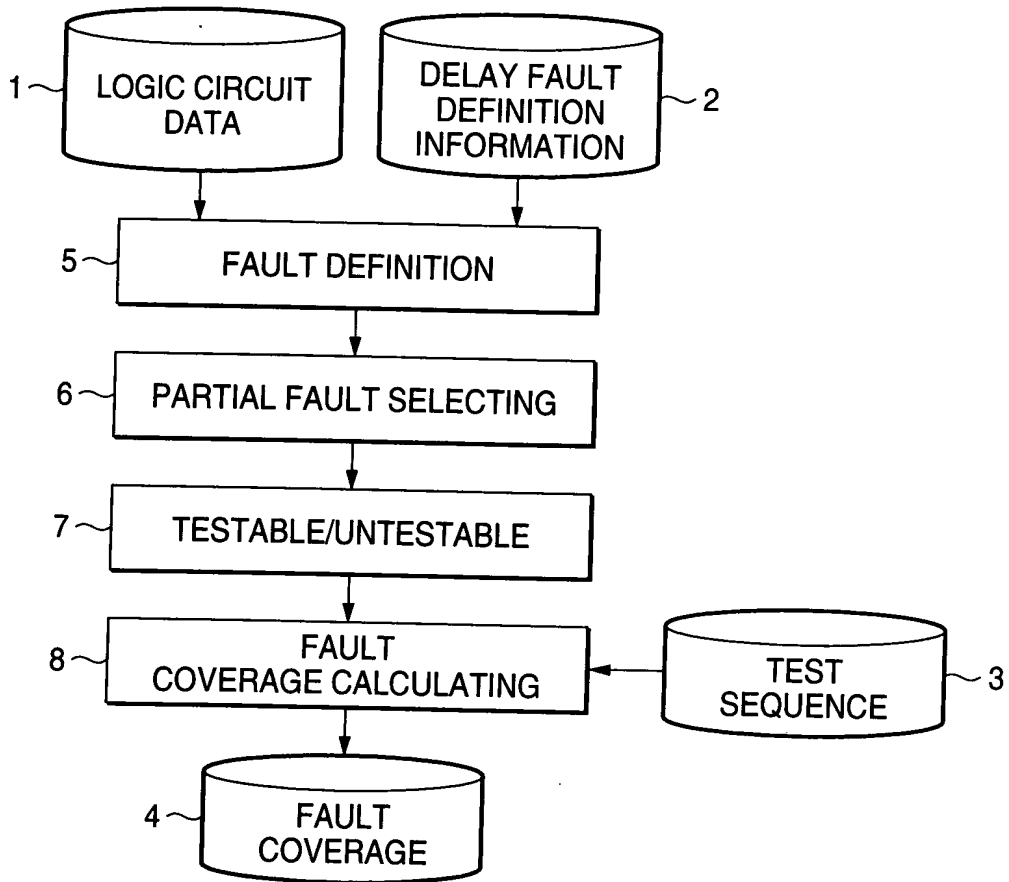 1
LOGIC CIRCUIT
DATA
DELAY FAULT
DEFINITION
INFORMATION
2
5
FAULT DEFINITION
6
PARTIAL FAULT SELECTING
7
TESTABLE/UNTESTABLE
8
FAULT
COVERAGE CALCULATING
TEST
SEQUENCE
3
4
FAULT
COVERAGE